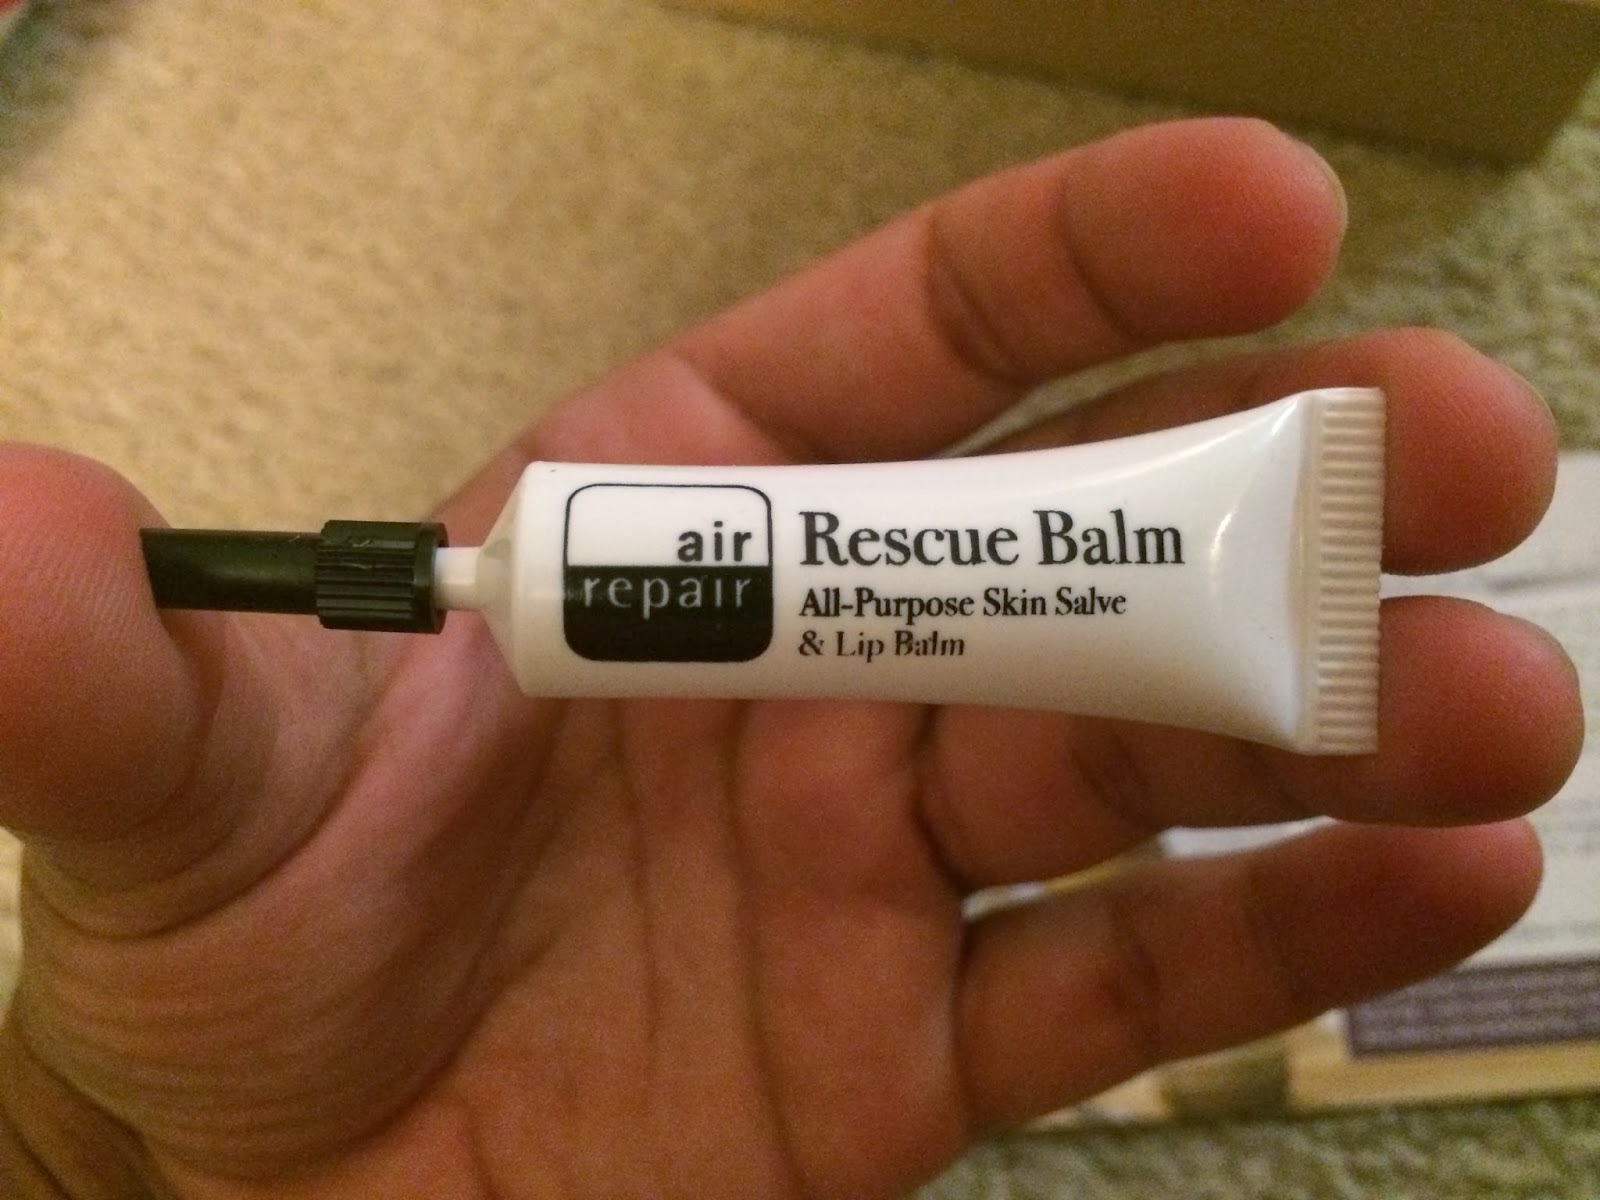 air
repair
Rescue Balm
All-Purpose Skin Salve
& Lip Balm